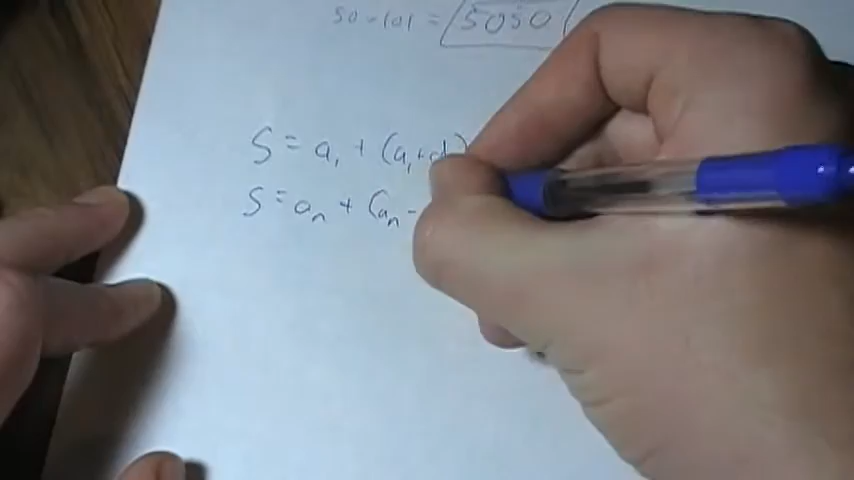 50 - 101 = 5050
S = a₁ + (a₁+d)
S = aₙ + (aₙ -